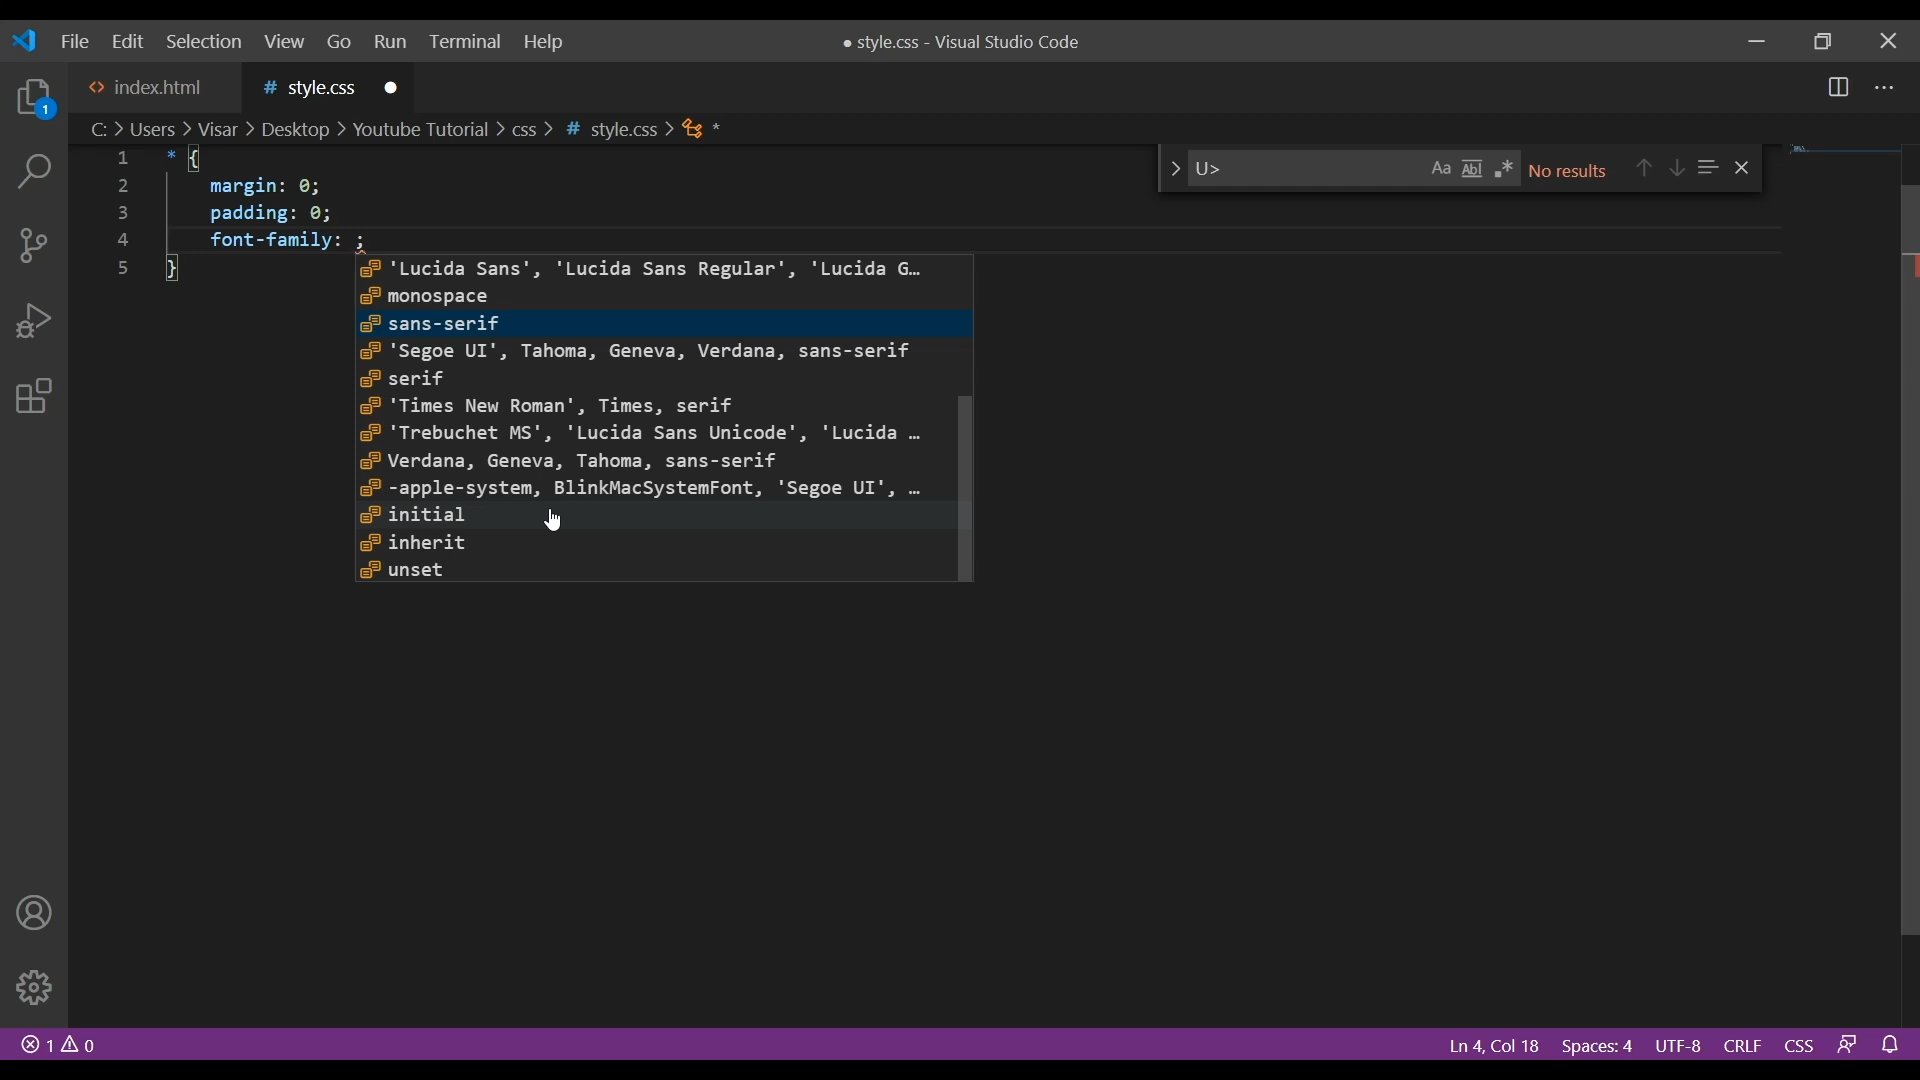 File Edit Selection View Go Run Terminal Help
● style.css - Visual Studio Code
<> index.html
# style.css ●
C: > Users > Visar > Desktop > Youtube Tutorial > css > # style.css > *
U>
Aa Abl .* No results
1 * {
2 margin: 0;
3 padding: 0;
4 font-family: ;
5 }
'Lucida Sans', 'Lucida Sans Regular', 'Lucida G…
monospace
sans-serif
'Segoe UI', Tahoma, Geneva, Verdana, sans-serif
serif
'Times New Roman', Times, serif
'Trebuchet MS', 'Lucida Sans Unicode', 'Lucida …
Verdana, Geneva, Tahoma, sans-serif
-apple-system, BlinkMacSystemFont, 'Segoe UI', …
initial
inherit
unset
1
1 0
Ln 4, Col 18 Spaces: 4 UTF-8 CRLF CSS